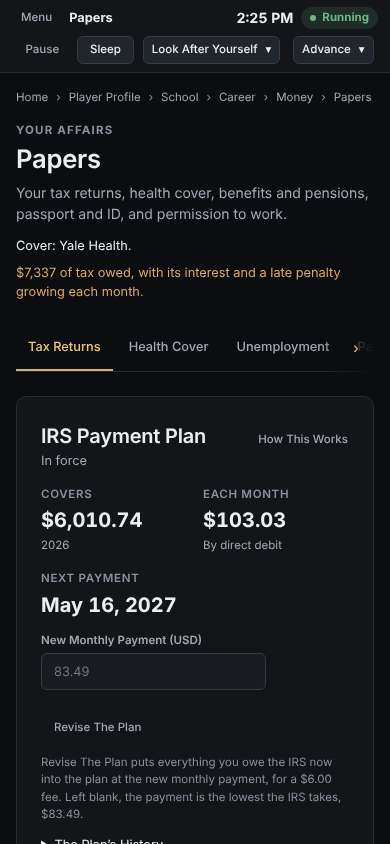 Menu Papers 2:25 PM Running
Pause Sleep Look After Yourself ▾ Advance ▾
Home › Player Profile › School › Career › Money › Papers
YOUR AFFAIRS
Papers
Your tax returns, health cover, benefits and pensions,
passport and ID, and permission to work.
Cover: Yale Health.
$7,337 of tax owed, with its interest and a late penalty
growing each month.
Tax Returns Health Cover Unemployment ›
IRS Payment Plan How This Works
In force
COVERS EACH MONTH
$6,010.74 $103.03
2026 By direct debit
NEXT PAYMENT
May 16, 2027
New Monthly Payment (USD)
83.49
Revise The Plan
Revise The Plan puts everything you owe the IRS now
into the plan at the new monthly payment, for a $6.00
fee. Left blank, the payment is the lowest the IRS takes,
$83.49.
The Plan's History